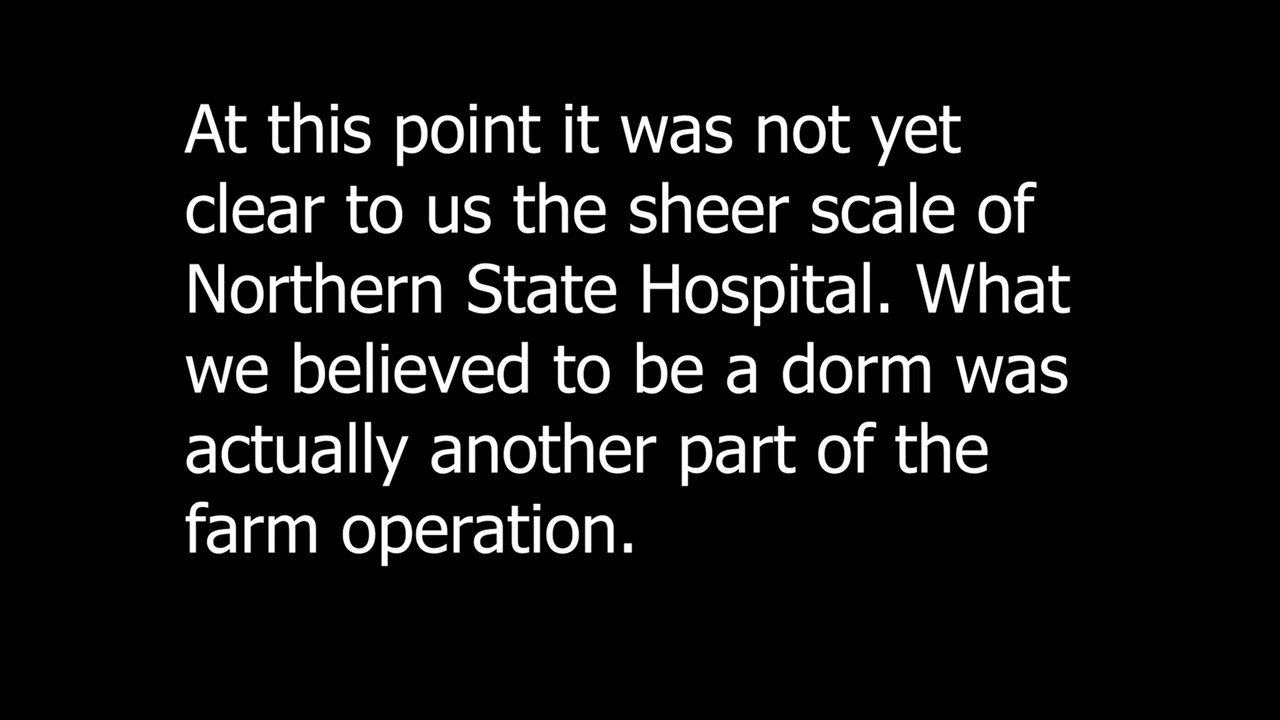 At this point it was not yet
clear to us the sheer scale of
Northern State Hospital. What
we believed to be a dorm was
actually another part of the
farm operation.